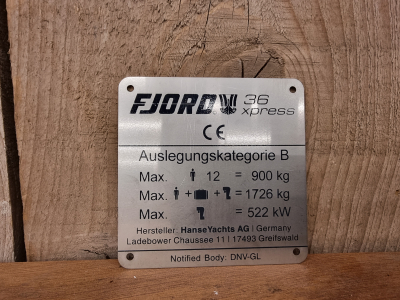 FJORD 36 xpress
CE
Auslegungskategorie B
Max. 12 = 900 kg
Max. + + = 1726 kg
Max. = 522 kW
Hersteller: HanseYachts AG | Germany
Ladebower Chaussee 11 | 17493 Greifswald
Notified Body: DNV-GL